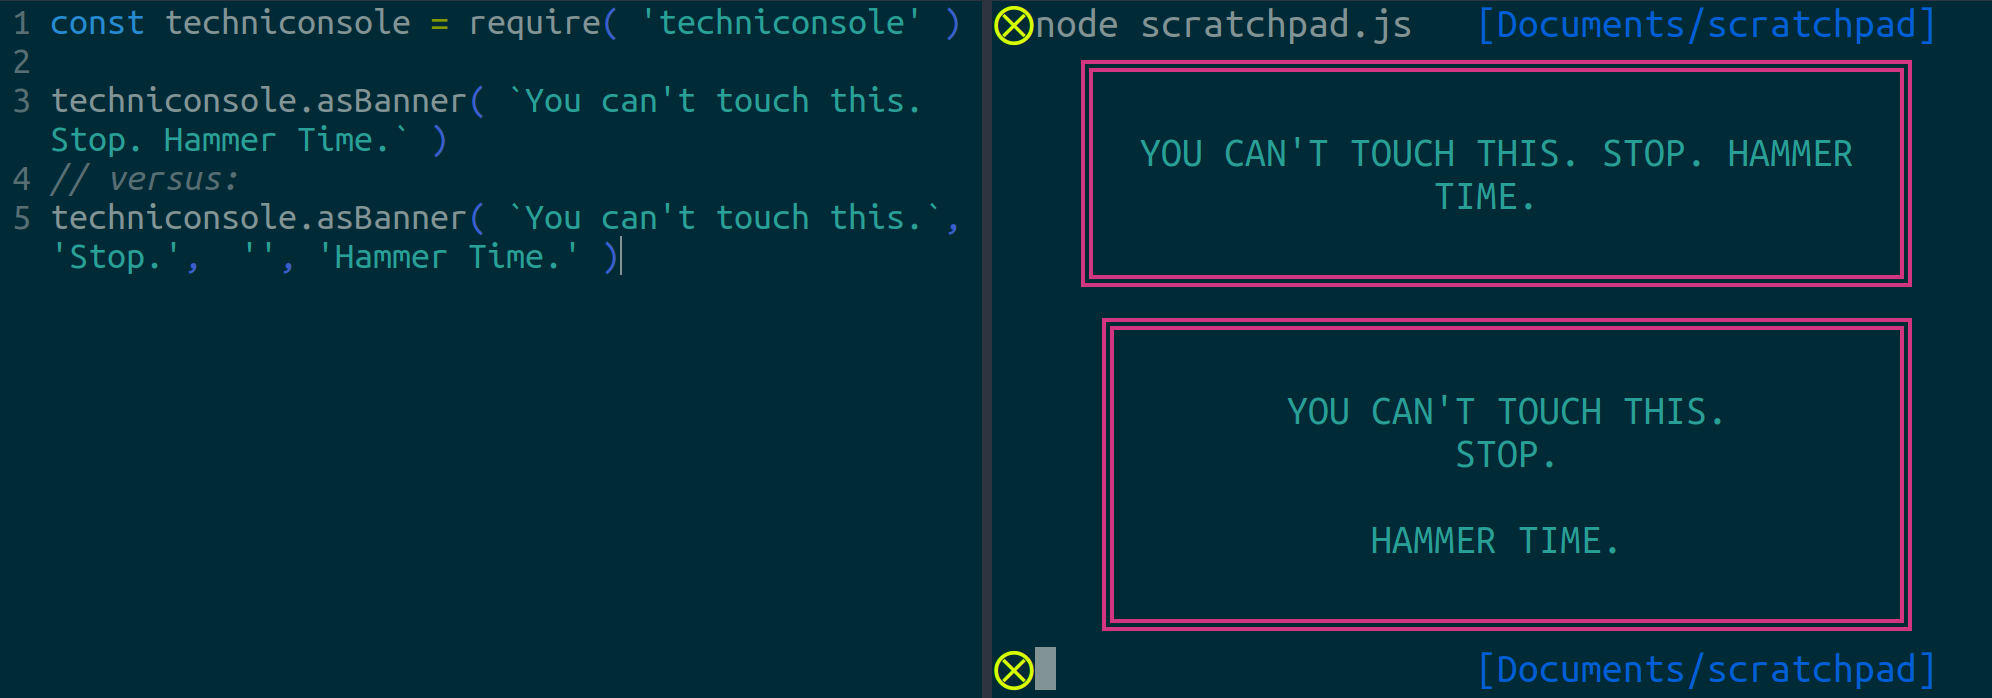 1 const techniconsole = require( 'techniconsole' )
2
3 techniconsole.asBanner( `You can't touch this.
Stop. Hammer Time.` )
4 // versus:
5 techniconsole.asBanner( `You can't touch this.`,
'Stop.',  '', 'Hammer Time.' )
node scratchpad.js [Documents/scratchpad]
YOU CAN'T TOUCH THIS. STOP. HAMMER
TIME.
YOU CAN'T TOUCH THIS.
STOP.
HAMMER TIME.
[Documents/scratchpad]